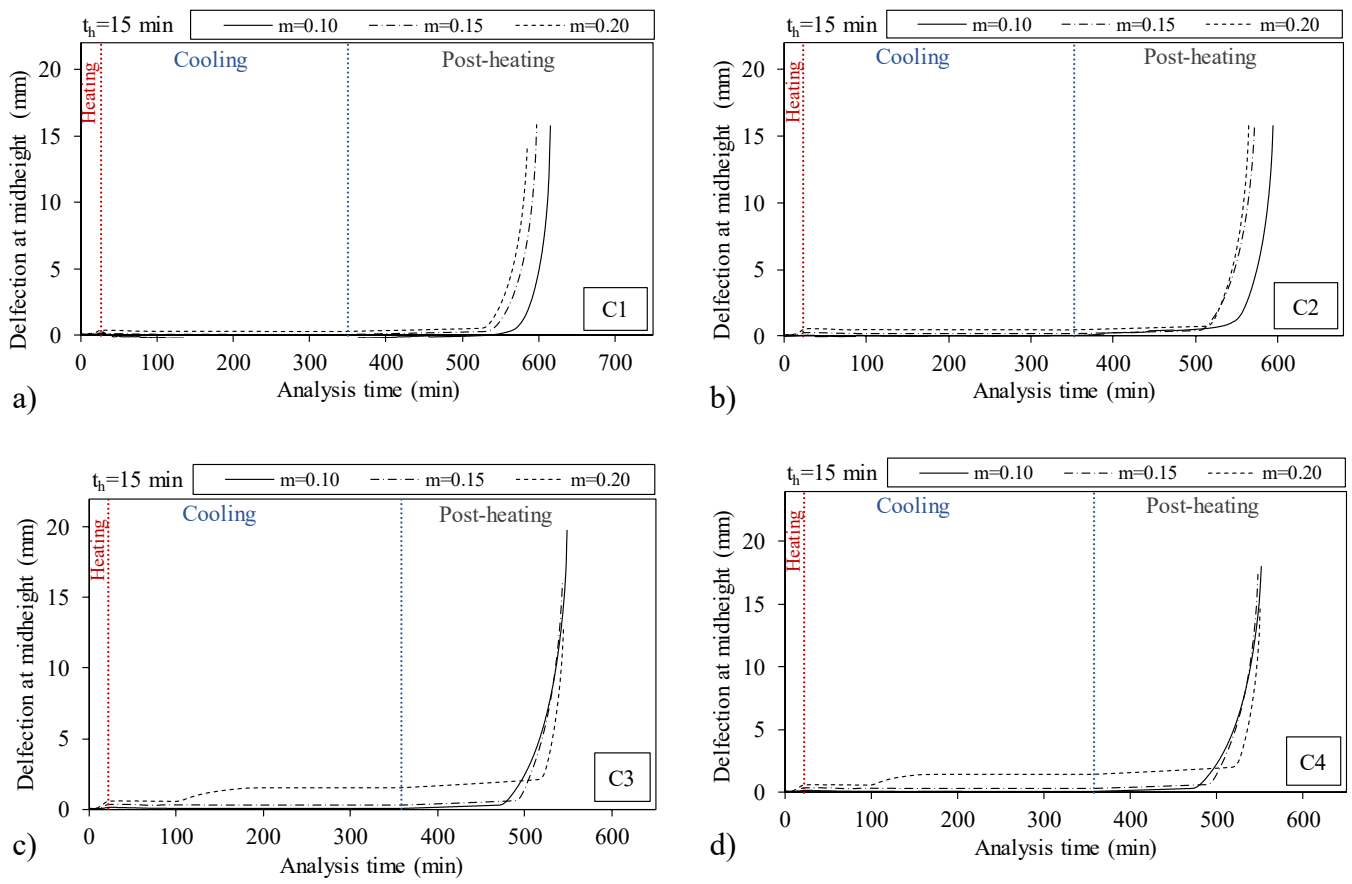 a)
t_h=15 min
m=0.10 m=0.15 m=0.20
Delfection at midheight (mm)
20
15
10
5
0
Heating
Cooling
Post-heating
C1
0 100 200 300 400 500 600 700
Analysis time (min)
b)
t_h=15 min
m=0.10 m=0.15 m=0.20
Delfection at midheight (mm)
20
15
10
5
0
Heating
Cooling
Post-heating
C2
0 100 200 300 400 500 600
Analysis time (min)
c)
t_h=15 min
m=0.10 m=0.15 m=0.20
Delfection at midheight (mm)
20
15
10
5
0
Heating
Cooling
Post-heating
C3
0 100 200 300 400 500 600
Analysis time (min)
d)
t_h=15 min
m=0.10 m=0.15 m=0.20
Delfection at midheight (mm)
20
15
10
5
0
Heating
Cooling
Post-heating
C4
0 100 200 300 400 500 600
Analysis time (min)